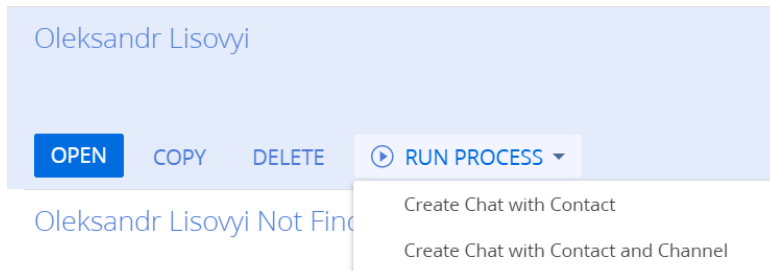 Oleksandr Lisovyi
OPEN COPY DELETE RUN PROCESS
Oleksandr Lisovyi Not Find
Create Chat with Contact
Create Chat with Contact and Channel